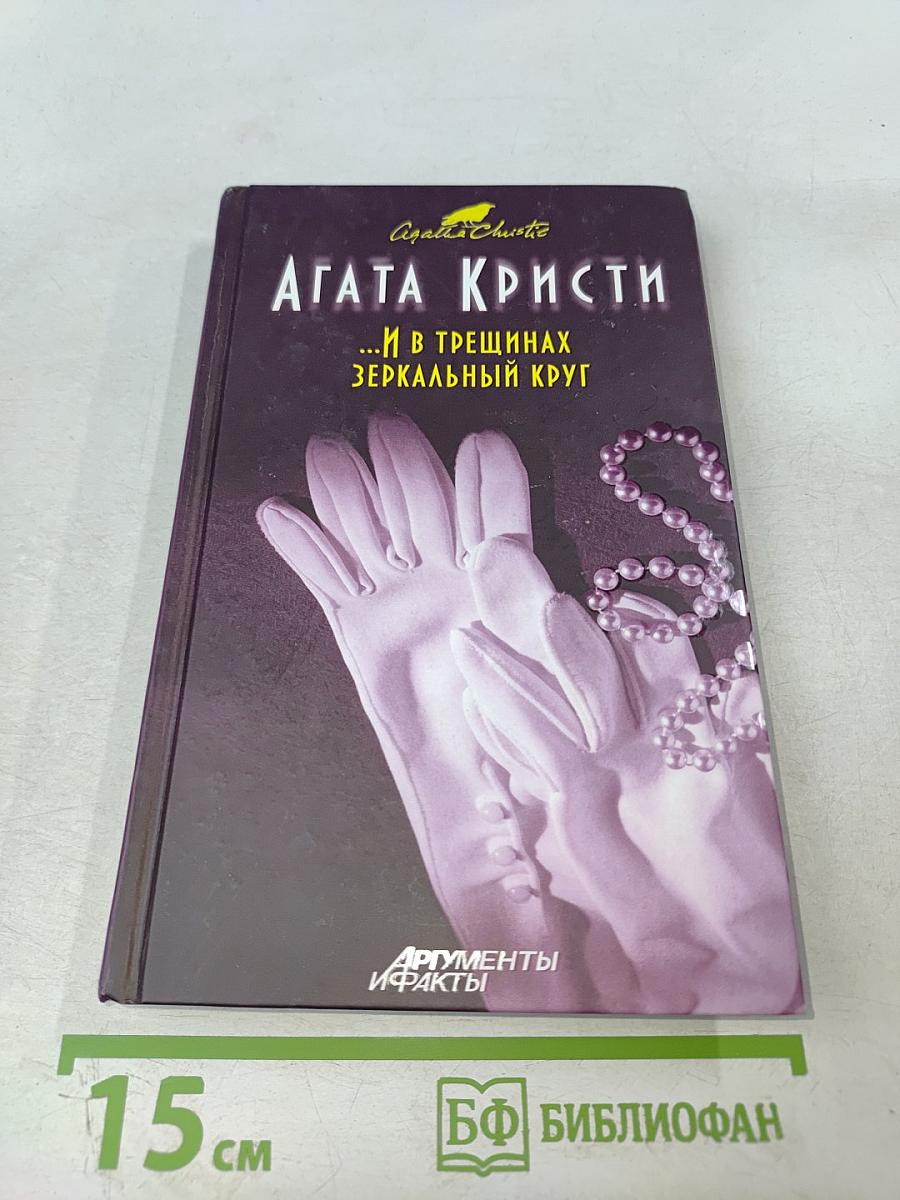 Agatha Christie
АГАТА КРИСТИ
...И В ТРЕЩИНАХ
ЗЕРКАЛЬНЫЙ КРУГ
АРГУМЕНТЫ
И ФАКТЫ
15 см
БФ БИБЛИОФАН